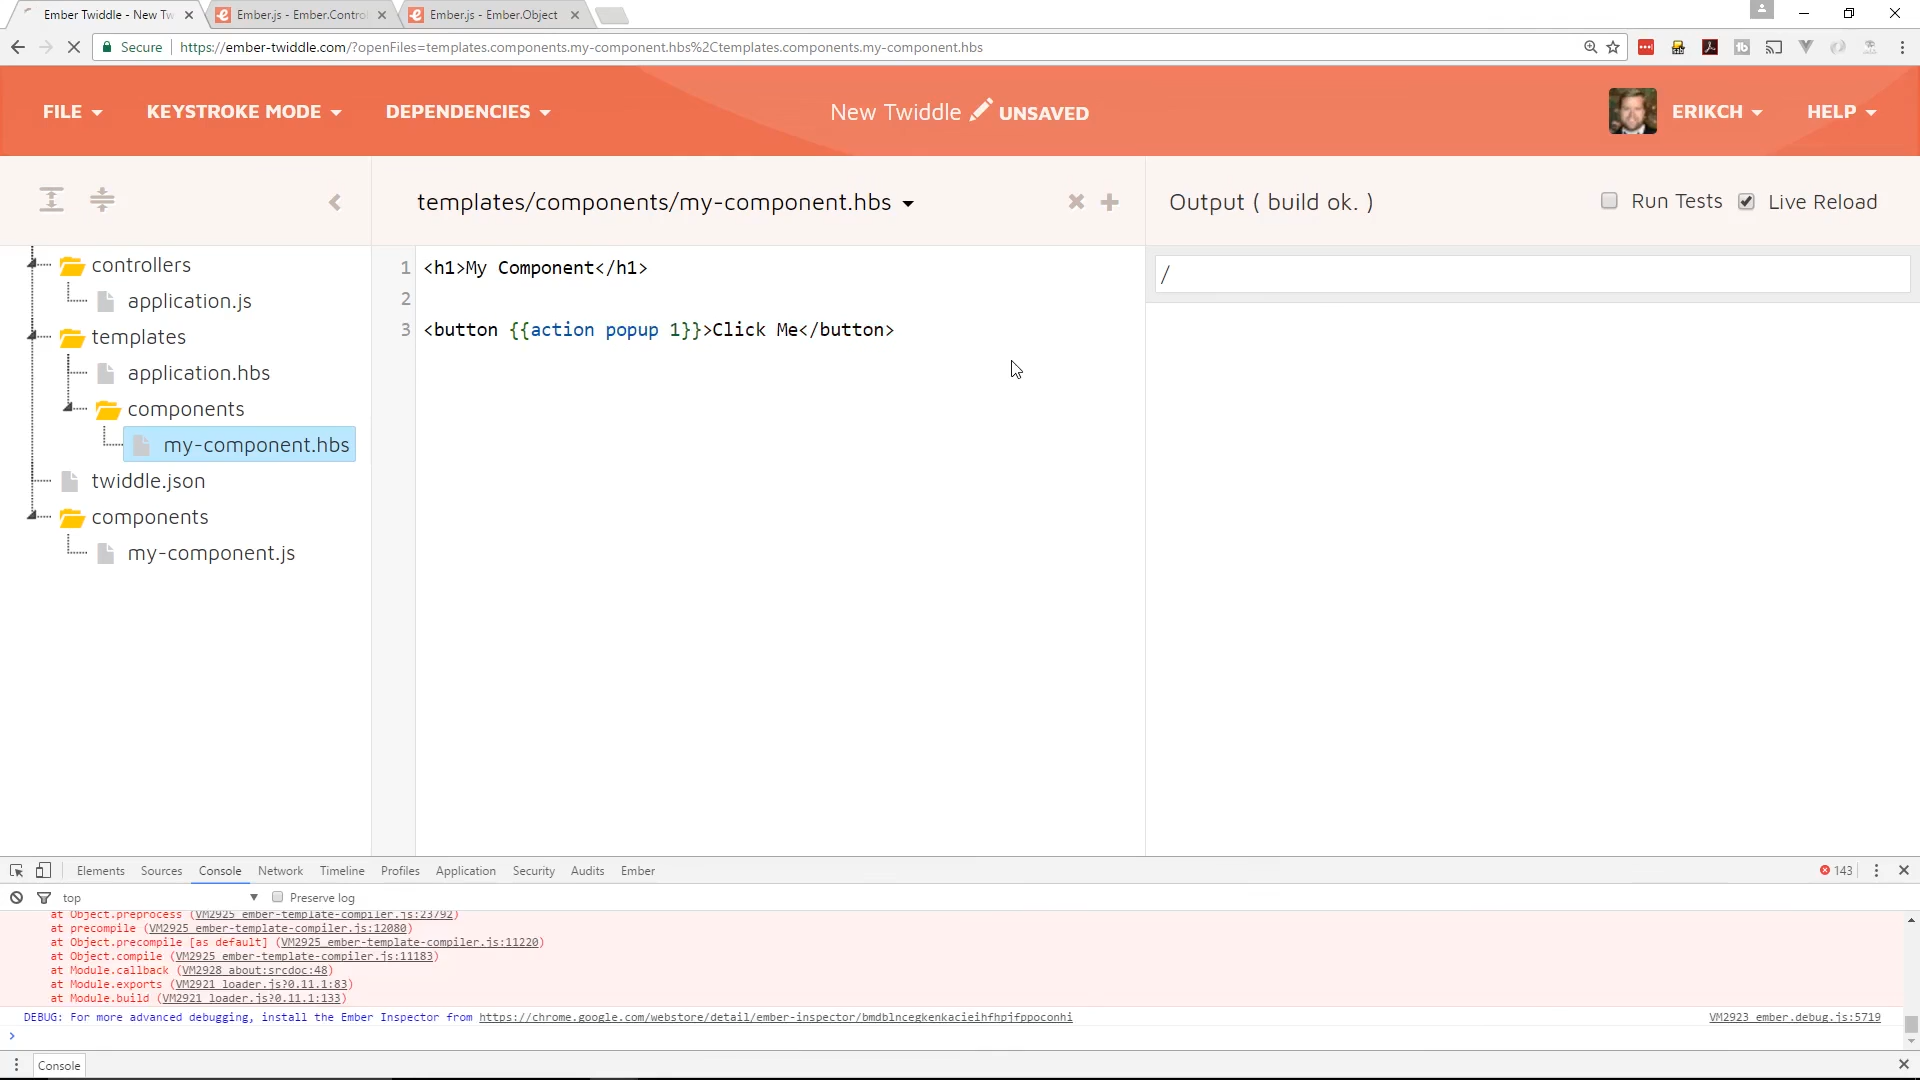 Ember Twiddle - New Tw
Ember.js - Ember.Contro
Ember.js - Ember.Object
Secure
https://ember-twiddle.com/?openFiles=templates.components.my-component.hbs%2Ctemplates.components.my-component.hbs
FILE
KEYSTROKE MODE
DEPENDENCIES
New Twiddle
UNSAVED
ERIKCH
HELP
templates/components/my-component.hbs
Output ( build ok. )
Run Tests
Live Reload
controllers
application.js
templates
application.hbs
components
my-component.hbs
twiddle.json
components
my-component.js
1 <h1>My Component</h1>
2
3 <button {{action popup 1}}>Click Me</button>
/
Elements
Sources
Console
Network
Timeline
Profiles
Application
Security
Audits
Ember
143
top
Preserve log
at Object.preprocess (VM2925 ember-template-compiler.js:23792)
at precompile (VM2925 ember-template-compiler.js:12080)
at Object.precompile [as default] (VM2925 ember-template-compiler.js:11220)
at Object.compile (VM2925 ember-template-compiler.js:11183)
at Module.callback (VM2928 about:srcdoc:48)
at Module.exports (VM2921 loader.js?0.11.1:83)
at Module.build (VM2921 loader.js?0.11.1:133)
DEBUG: For more advanced debugging, install the Ember Inspector from https://chrome.google.com/webstore/detail/ember-inspector/bmdblncegkenkacieihfhpjfppoconhi
VM2923 ember.debug.js:5719
>
Console